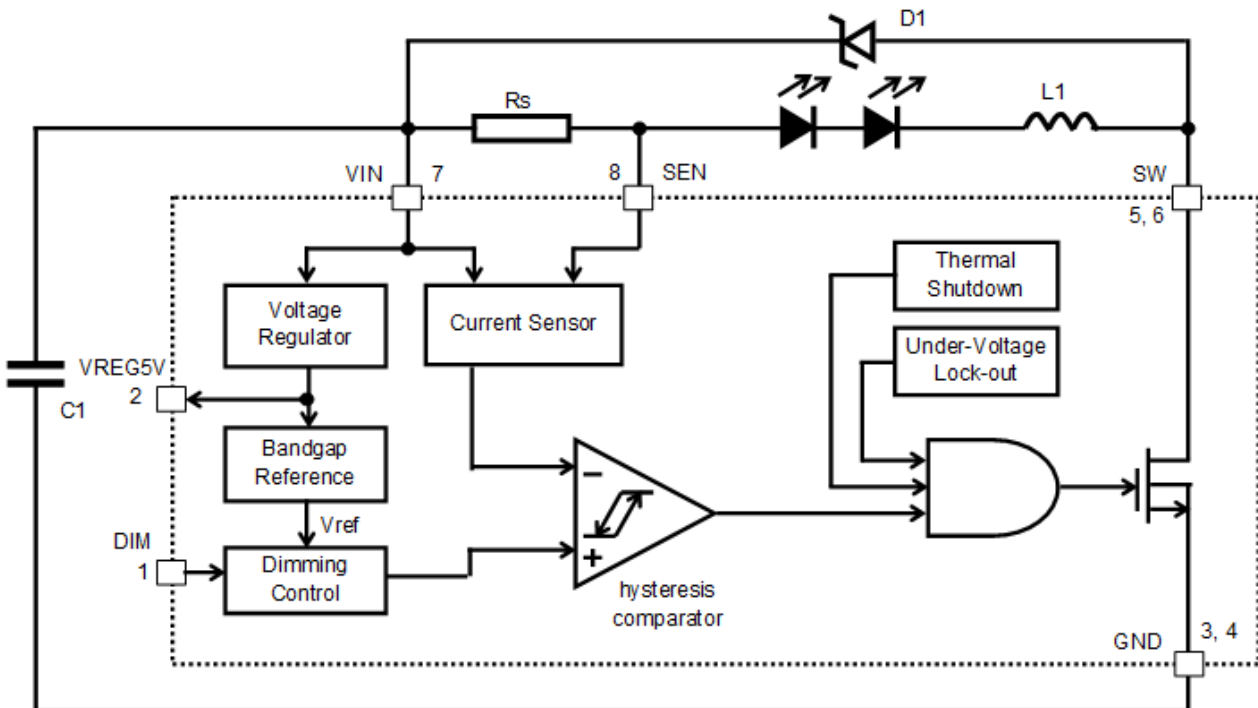 D1
Rs
L1
VIN 7
8 SEN
SW
5, 6
Thermal
Shutdown
Voltage
Regulator
Current Sensor
Under-Voltage
Lock-out
VREG5V
2
C1
Bandgap
Reference
Vref
DIM
1
Dimming
Control
hysteresis
comparator
3, 4
GND